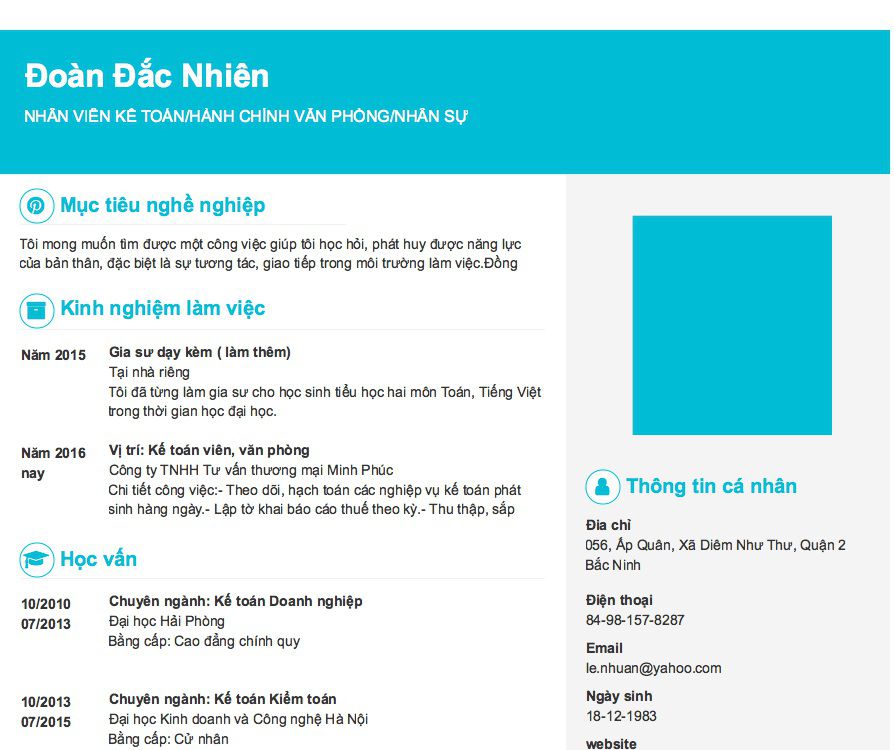 Đoàn Đắc Nhiên
NHÂN VIÊN KẾ TOÁN/HÀNH CHÍNH VĂN PHÒNG/NHÂN SỰ
Mục tiêu nghề nghiệp
Tôi mong muốn tìm được một công việc giúp tôi học hỏi, phát huy được năng lực
của bản thân, đặc biệt là sự tương tác, giao tiếp trong môi trường làm việc.Đồng
Kinh nghiệm làm việc
Năm 2015
Gia sư dạy kèm ( làm thêm)
Tại nhà riêng
Tôi đã từng làm gia sư cho học sinh tiểu học hai môn Toán, Tiếng Việt
trong thời gian học đại học.
Năm 2016
nay
Vị trí: Kế toán viên, văn phòng
Công ty TNHH Tư vấn thương mại Minh Phúc
Chi tiết công việc:- Theo dõi, hạch toán các nghiệp vụ kế toán phát
sinh hàng ngày.- Lập tờ khai báo cáo thuế theo kỳ.- Thu thập, sắp
Học vấn
10/2010
07/2013
Chuyên ngành: Kế toán Doanh nghiệp
Đại học Hải Phòng
Bằng cấp: Cao đẳng chính quy
10/2013
07/2015
Chuyên ngành: Kế toán Kiểm toán
Đại học Kinh doanh và Công nghệ Hà Nội
Bằng cấp: Cử nhân
Thông tin cá nhân
Địa chỉ
056, Ấp Quân, Xã Diêm Như Thư, Quận 2
Bắc Ninh
Điện thoại
84-98-157-8287
Email
le.nhuan@yahoo.com
Ngày sinh
18-12-1983
website